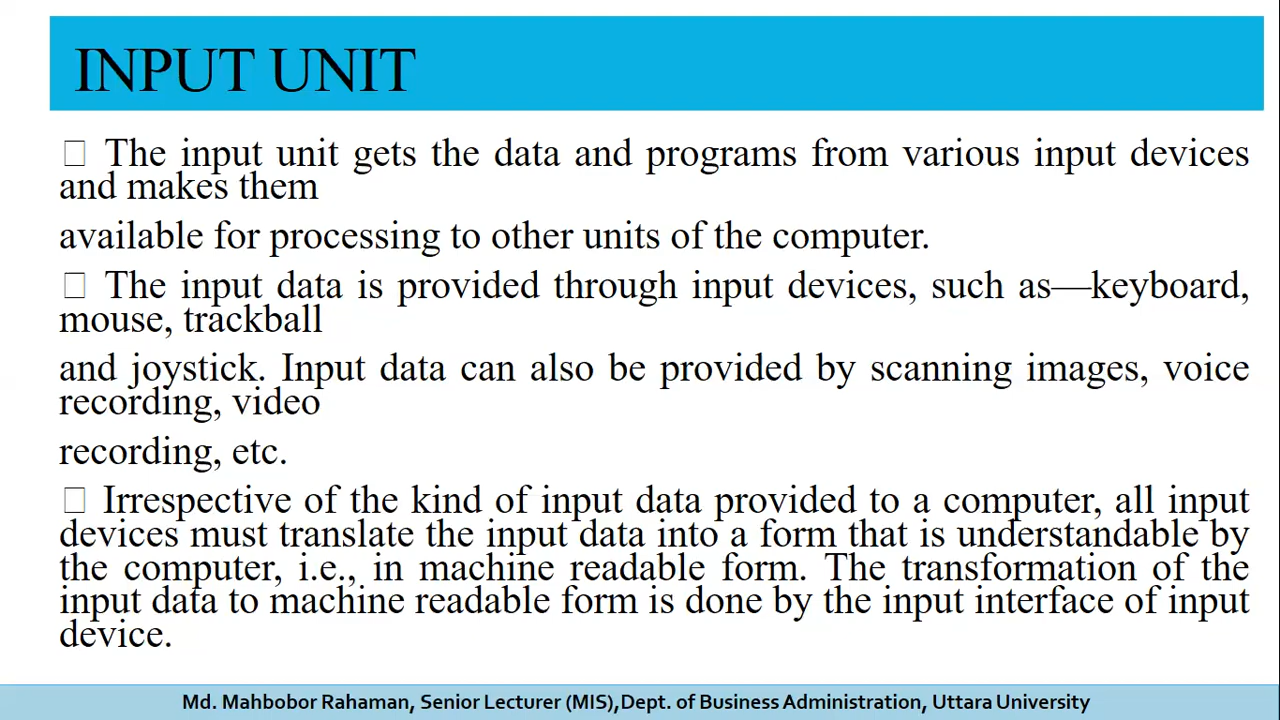 INPUT UNIT
□ The input unit gets the data and programs from various input devices
and makes them
available for processing to other units of the computer.
□ The input data is provided through input devices, such as—keyboard,
mouse, trackball
and joystick. Input data can also be provided by scanning images, voice
recording, video
recording, etc.
□ Irrespective of the kind of input data provided to a computer, all input
devices must translate the input data into a form that is understandable by
the computer, i.e., in machine readable form. The transformation of the
input data to machine readable form is done by the input interface of input
device.
Md. Mahbobor Rahaman, Senior Lecturer (MIS),Dept. of Business Administration, Uttara University